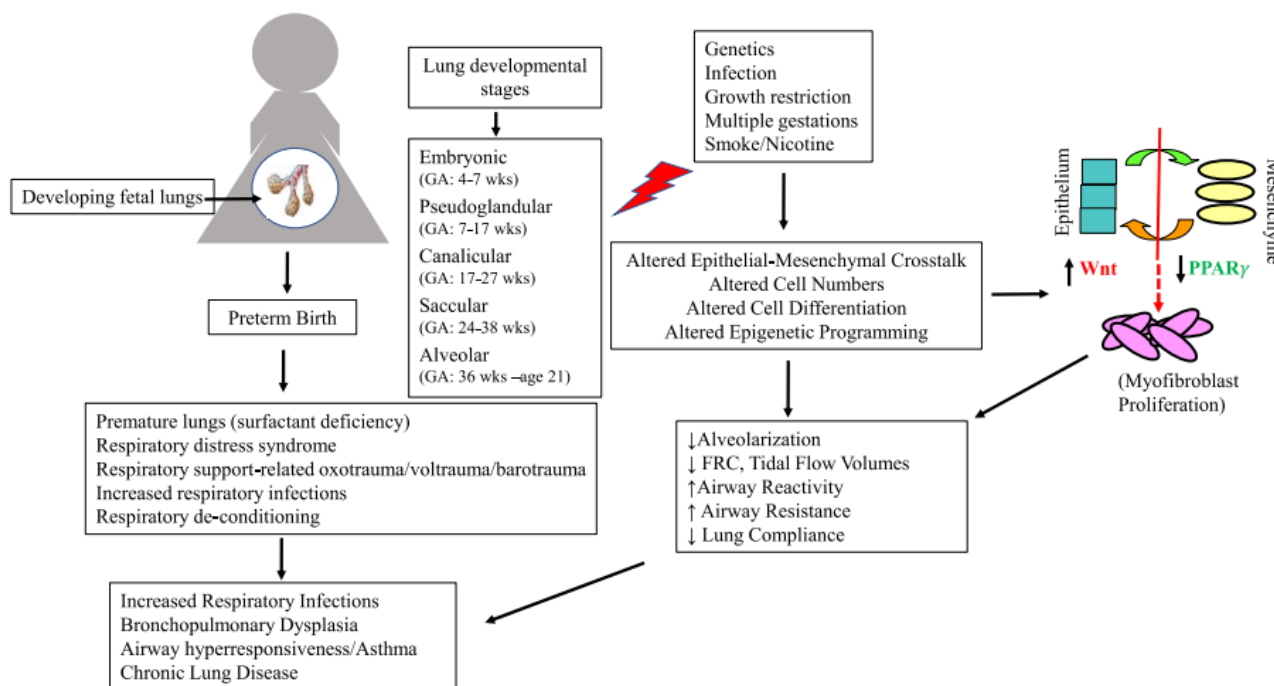 Developing fetal lungs
Preterm Birth
Premature lungs (surfactant deficiency)
Respiratory distress syndrome
Respiratory support-related oxotrauma/voltrauma/barotrauma
Increased respiratory infections
Respiratory de-conditioning
Increased Respiratory Infections
Bronchopulmonary Dysplasia
Airway hyperresponsiveness/Asthma
Chronic Lung Disease
Lung developmental
stages
Embryonic
(GA: 4-7 wks)
Pseudoglandular
(GA: 7-17 wks)
Canalicular
(GA: 17-27 wks)
Saccular
(GA: 24-38 wks)
Alveolar
(GA: 36 wks –age 21)
Genetics
Infection
Growth restriction
Multiple gestations
Smoke/Nicotine
Altered Epithelial-Mesenchymal Crosstalk
Altered Cell Numbers
Altered Cell Differentiation
Altered Epigenetic Programming
↓Alveolarization
↓ FRC, Tidal Flow Volumes
↑Airway Reactivity
↑ Airway Resistance
↓ Lung Compliance
Epithelium
Mesenchyme
↑ Wnt
↓ PPARγ
(Myofibroblast
Proliferation)